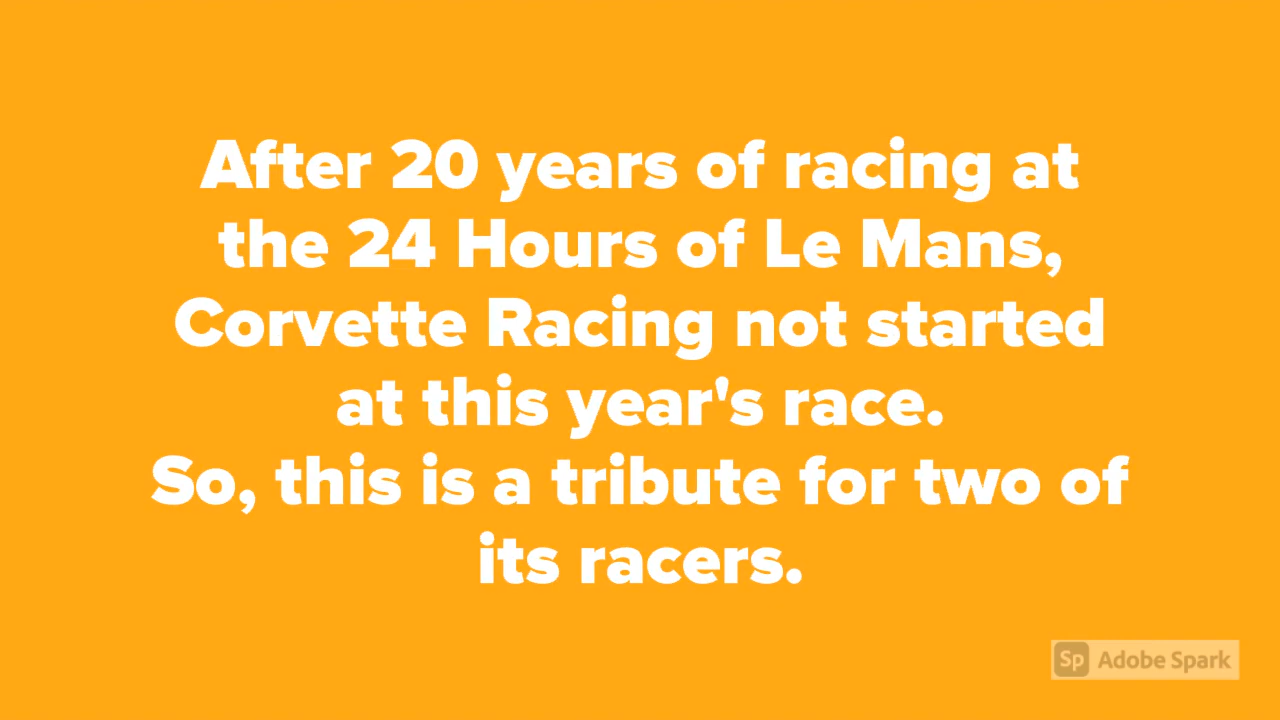 After 20 years of racing at
the 24 Hours of Le Mans,
Corvette Racing not started
at this year's race.
So, this is a tribute for two of
its racers.
Sp Adobe Spark